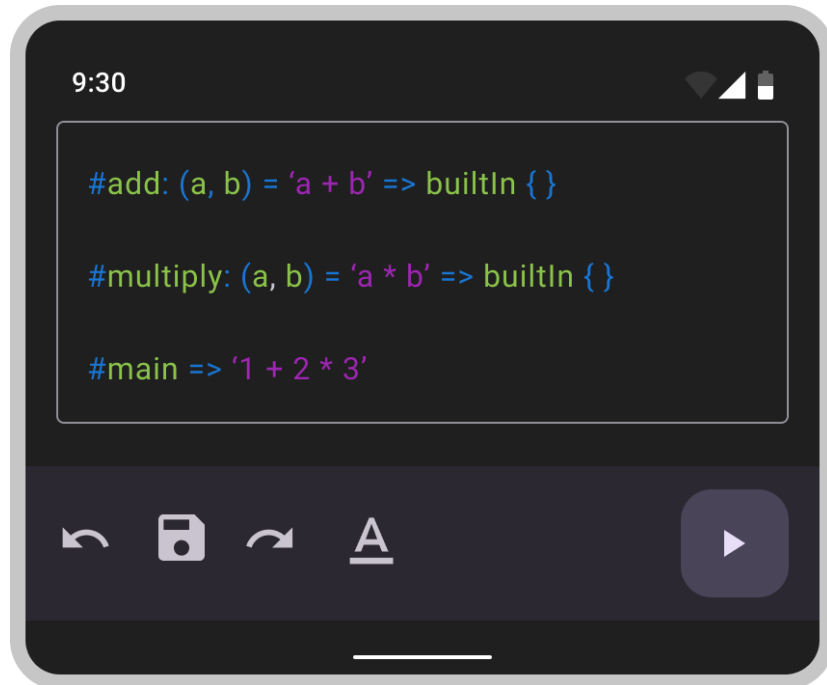 9:30
#add: (a, b) = ‘a + b’ => builtIn { }
#multiply: (a, b) = ‘a * b’ => builtIn { }
#main => ‘1 + 2 * 3’
A